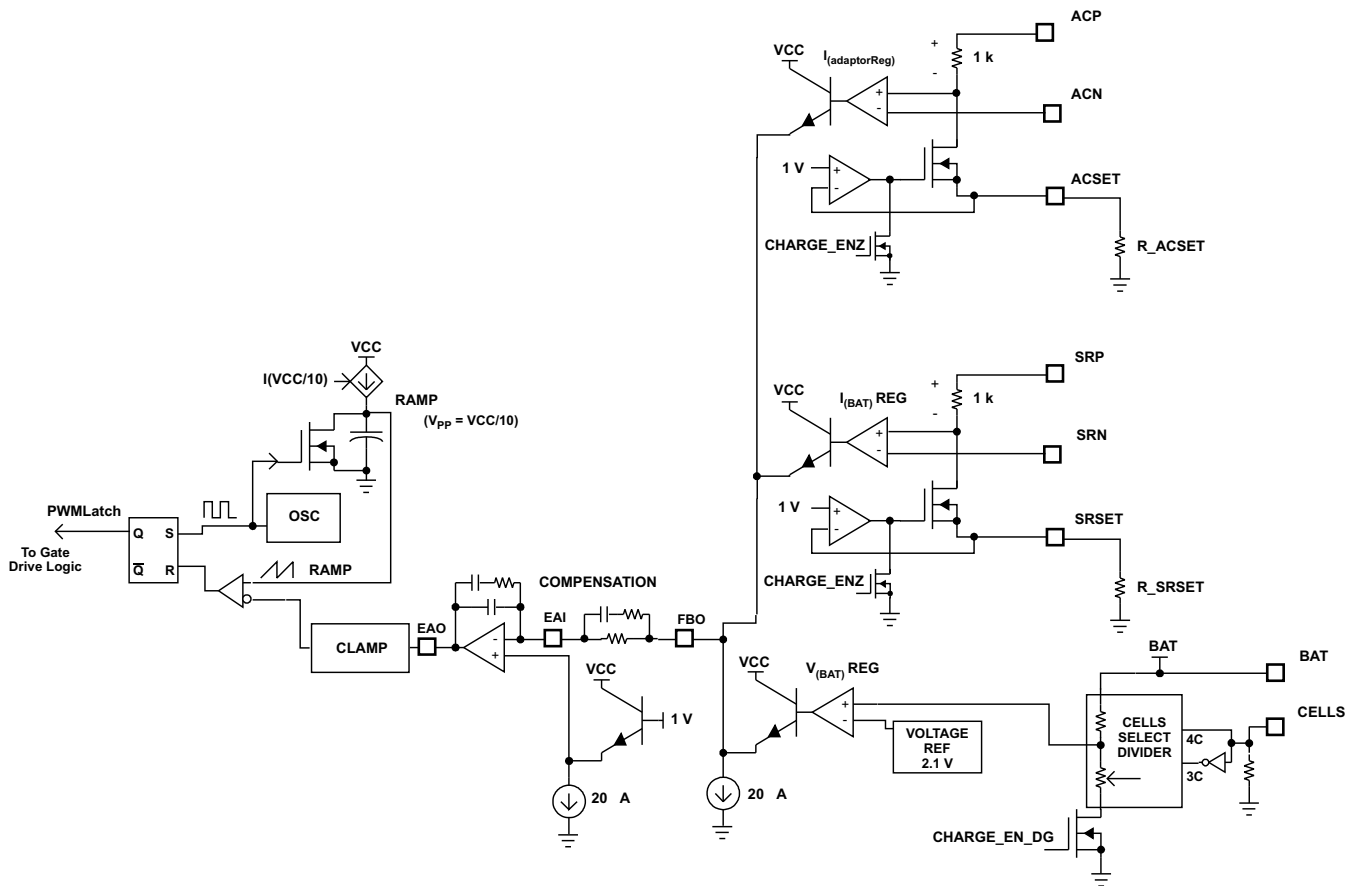 ACP
VCC
I(adaptorReg)
+
1 k
-
+
-
ACN
1 V
+
-
ACSET
CHARGE_ENZ
R_ACSET
VCC
I(VCC/10)
RAMP
(VPP = VCC/10)
SRP
VCC
I(BAT) REG
+
1 k
-
+
-
SRN
PWMLatch
OSC
Q
S
Q
R
To Gate
Drive Logic
RAMP
1 V
+
-
SRSET
CHARGE_ENZ
R_SRSET
COMPENSATION
EAO
EAI
FBO
CLAMP
-
+
VCC
1 V
20 A
VCC
V(BAT) REG
+
-
VOLTAGE
REF
2.1 V
20 A
BAT
BAT
CELLS
SELECT
DIVIDER
4C
3C
CELLS
CHARGE_EN_DG